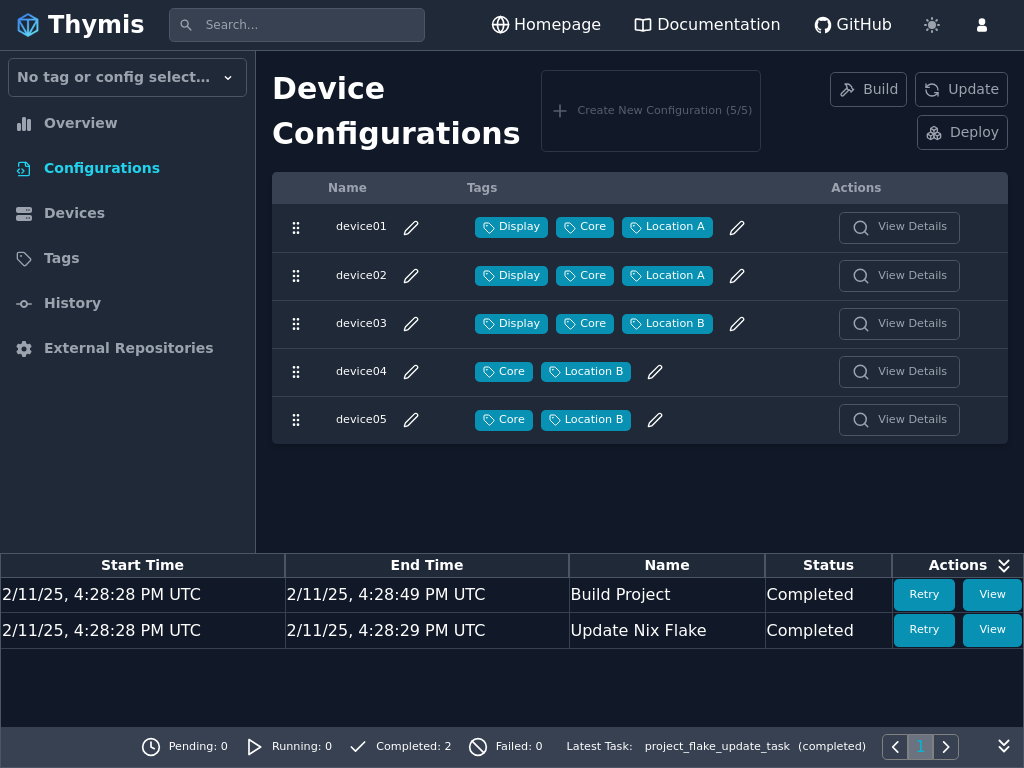 Thymis
Search...
Homepage
Documentation
GitHub
No tag or config select...
Overview
Configurations
Devices
Tags
History
External Repositories
Device
Configurations
Create New Configuration (5/5)
Build
Update
Deploy
Name Tags Actions
device01 Display Core Location A View Details
device02 Display Core Location A View Details
device03 Display Core Location B View Details
device04 Core Location B View Details
device05 Core Location B View Details
Start Time End Time Name Status Actions
2/11/25, 4:28:28 PM UTC 2/11/25, 4:28:49 PM UTC Build Project Completed Retry View
2/11/25, 4:28:28 PM UTC 2/11/25, 4:28:29 PM UTC Update Nix Flake Completed Retry View
Pending: 0 Running: 0 Completed: 2 Failed: 0 Latest Task: project_flake_update_task (completed) 1